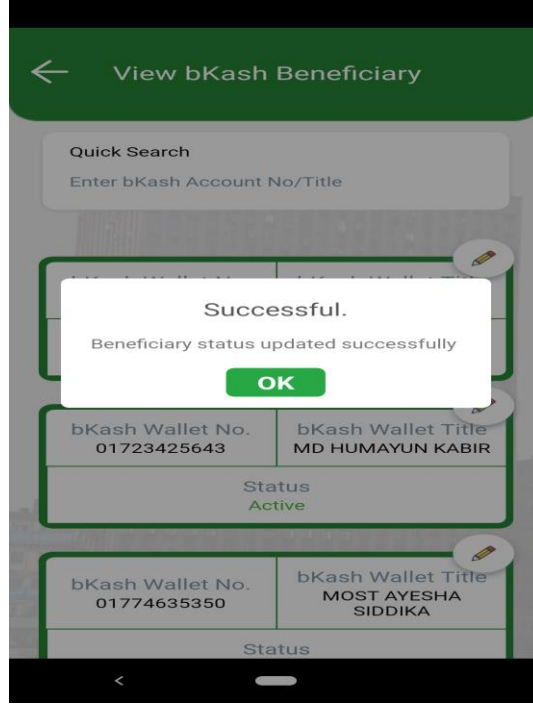 View bKash Beneficiary
Quick Search
Enter bKash Account No/Title
Successful.
Beneficiary status updated successfully
OK
bKash Wallet No.
01723425643
bKash Wallet Title
MD HUMAYUN KABIR
Status
Active
bKash Wallet No.
01774635350
bKash Wallet Title
MOST AYESHA
SIDDIKA
Status